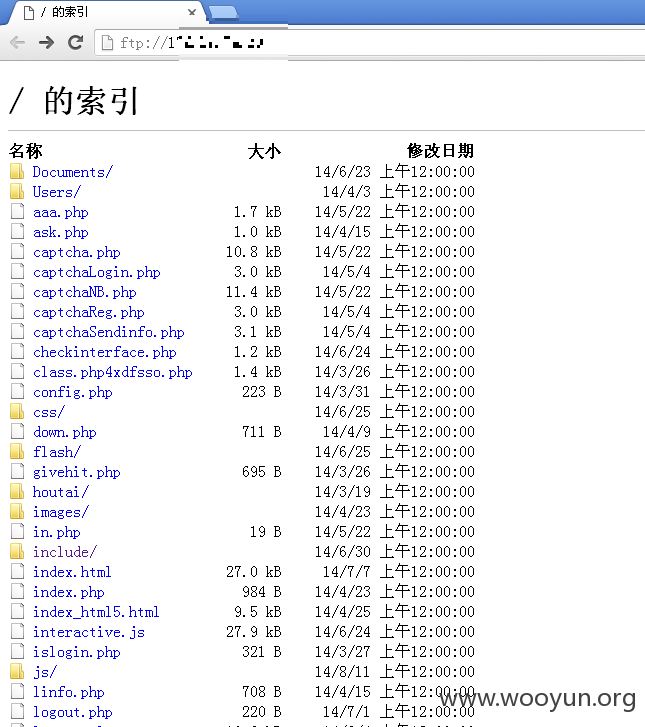 / 的索引
ftp://1
/ 的索引
名称 大小 修改日期
Documents/ 14/6/23 上午12:00:00
Users/ 14/4/3 上午12:00:00
aaa.php 1.7 kB 14/5/22 上午12:00:00
ask.php 1.0 kB 14/4/15 上午12:00:00
captcha.php 10.8 kB 14/5/22 上午12:00:00
captchaLogin.php 3.0 kB 14/5/4 上午12:00:00
captchaNB.php 11.4 kB 14/5/22 上午12:00:00
captchaReg.php 3.0 kB 14/5/4 上午12:00:00
captchaSendinfo.php 3.1 kB 14/5/4 上午12:00:00
checkinterface.php 1.2 kB 14/6/24 上午12:00:00
class.php4xdfsso.php 1.4 kB 14/3/26 上午12:00:00
config.php 223 B 14/3/31 上午12:00:00
css/ 14/6/25 上午12:00:00
down.php 711 B 14/4/9 上午12:00:00
flash/ 14/6/25 上午12:00:00
givehit.php 695 B 14/3/26 上午12:00:00
houtai/ 14/3/19 上午12:00:00
images/ 14/4/23 上午12:00:00
in.php 19 B 14/5/22 上午12:00:00
include/ 14/6/30 上午12:00:00
index.html 27.0 kB 14/7/7 上午12:00:00
index.php 984 B 14/4/23 上午12:00:00
index_html5.html 9.5 kB 14/4/25 上午12:00:00
interactive.js 27.9 kB 14/6/24 上午12:00:00
islogin.php 321 B 14/3/27 上午12:00:00
js/ 14/8/11 上午12:00:00
linfo.php 708 B 14/4/15 上午12:00:00
logout.php 220 B 14/7/1 上午12:00:00
www.wooyun.org